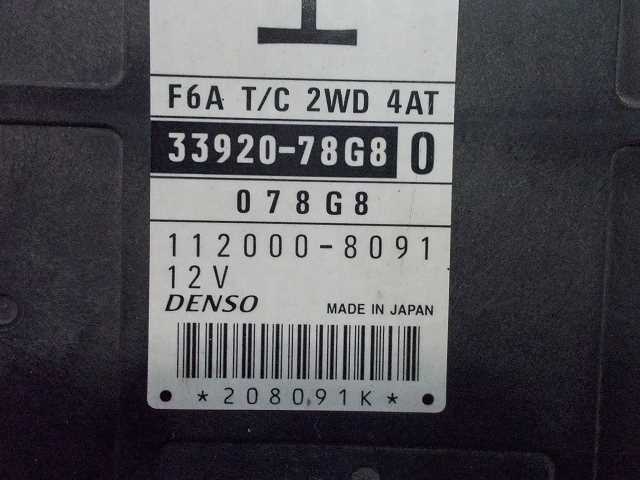 F6A T/C 2WD 4AT
33920-78G8 0
078G8
112000-8091
12V
DENSO MADE IN JAPAN
*208091K*